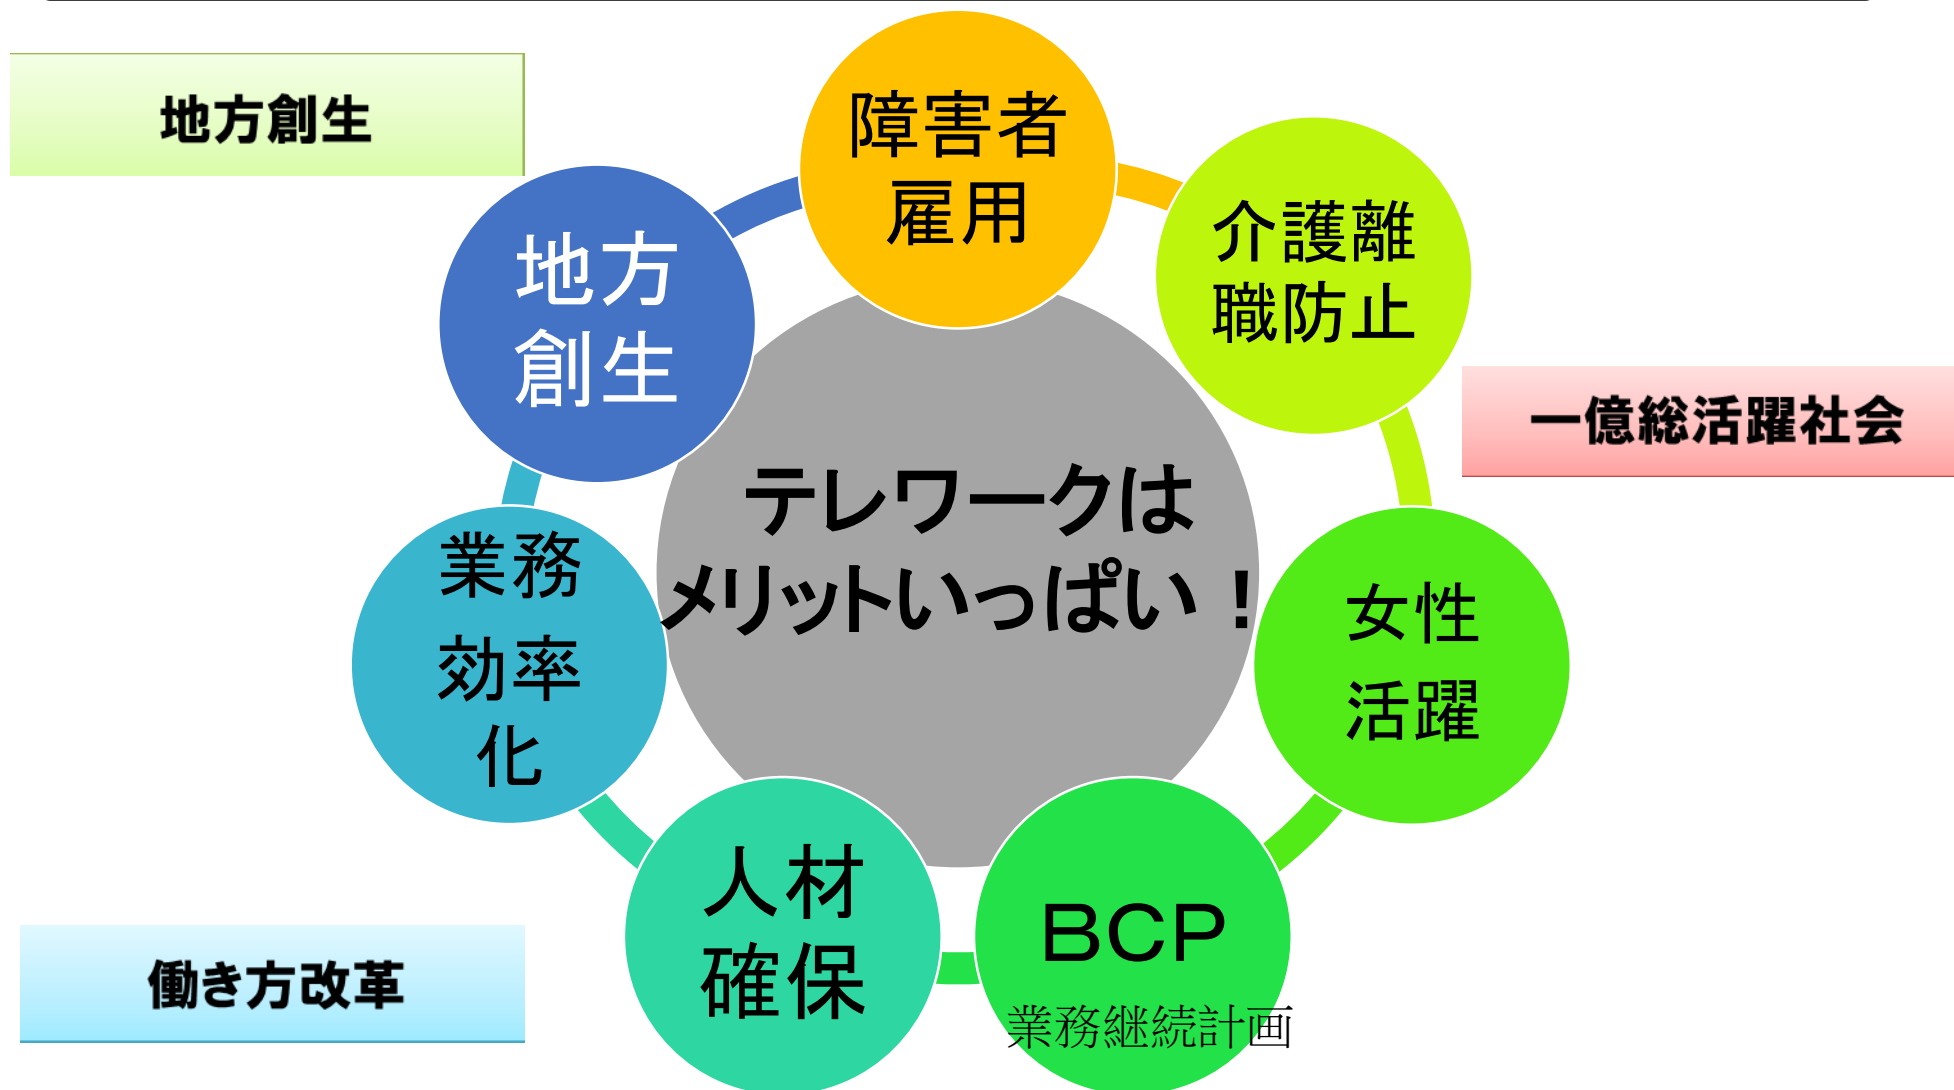 地方創生
障害者
雇用
介護離
職防止
地方
創生
一億総活躍社会
テレワークは
メリットいっぱい！
業務
効率
化
女性
活躍
人材
確保
ＢＣＰ
業務継続計画
働き方改革